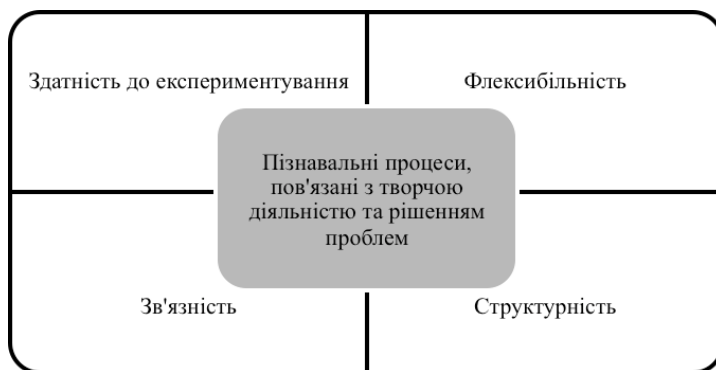 Здатність до експериментування
Флексибільність
Пізнавальні процеси,
пов'язані з творчою
діяльністю та рішенням
проблем
Зв'язність
Структурність